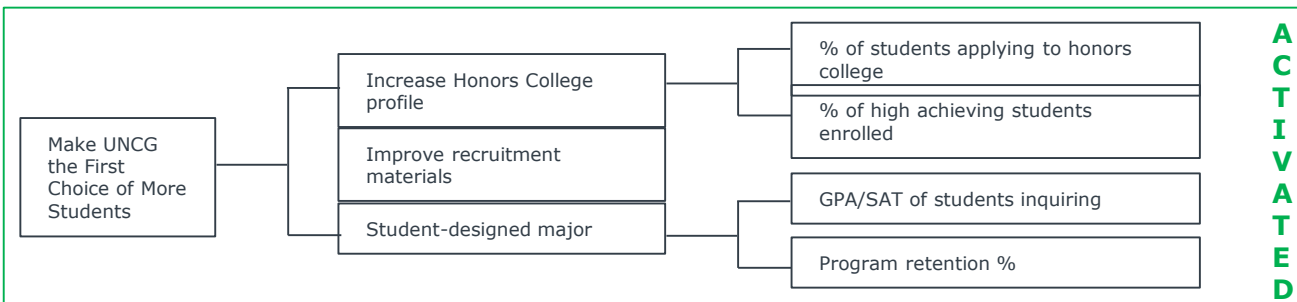 Make UNCG
the First
Choice of More
Students
Increase Honors College
profile
Improve recruitment
materials
Student-designed major
% of students applying to honors
college
% of high achieving students
enrolled
GPA/SAT of students inquiring
Program retention %
A
C
T
I
V
A
T
E
D